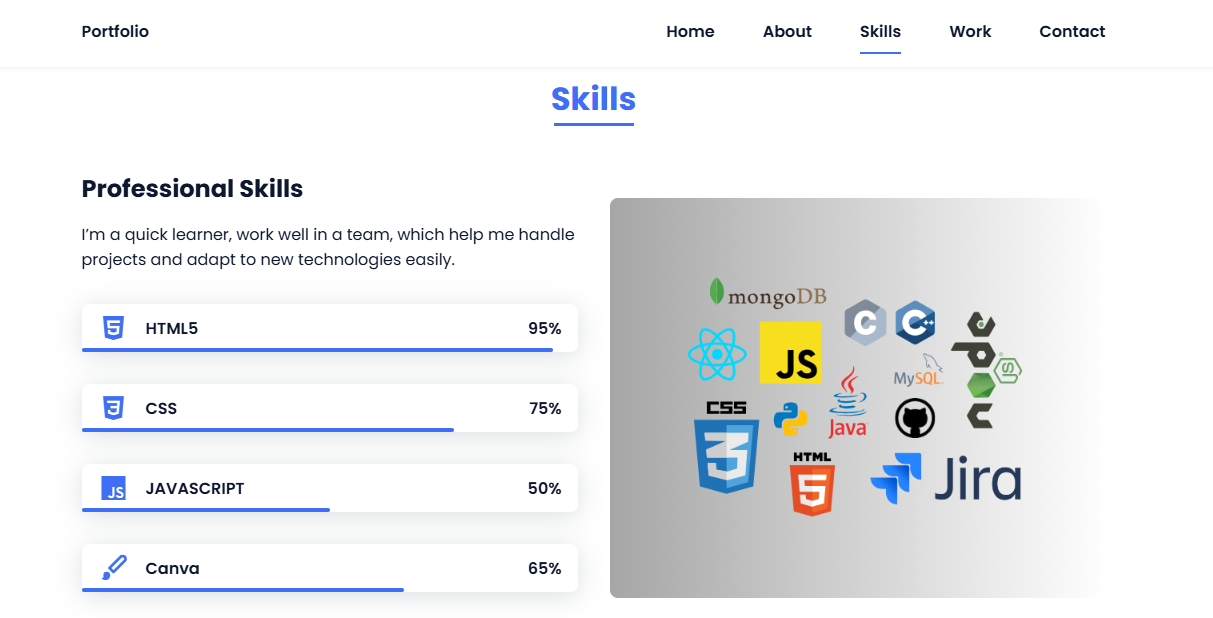 Portfolio
Home About Skills Work Contact
Skills
Professional Skills
I’m a quick learner, work well in a team, which help me handle
projects and adapt to new technologies easily.
HTML5 95%
CSS 75%
JS JAVASCRIPT 50%
Canva 65%
mongoDB
C C++
JS
MySQL
JS
CSS
3
Java
HTML
5
Jira